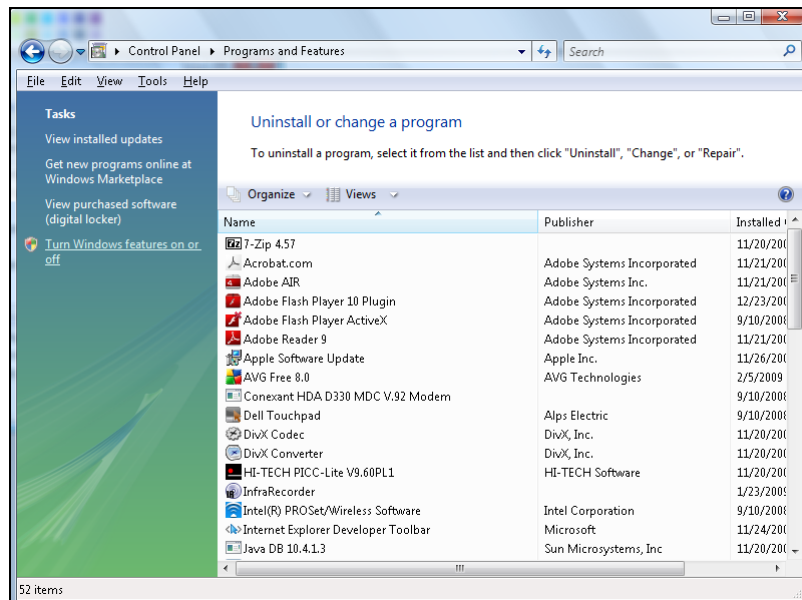 Control Panel Programs and Features Search
File Edit View Tools Help
Tasks
View installed updates
Get new programs online at
Windows Marketplace
View purchased software
(digital locker)
Turn Windows features on or
off
Uninstall or change a program
To uninstall a program, select it from the list and then click "Uninstall", "Change", or "Repair".
Organize Views
Name Publisher Installed
7-Zip 4.57 11/20/200
Acrobat.com Adobe Systems Incorporated 11/21/200
Adobe AIR Adobe Systems Inc. 11/21/200
Adobe Flash Player 10 Plugin Adobe Systems Incorporated 12/23/200
Adobe Flash Player ActiveX Adobe Systems Incorporated 9/10/2008
Adobe Reader 9 Adobe Systems Incorporated 11/21/200
Apple Software Update Apple Inc. 11/26/200
AVG Free 8.0 AVG Technologies 2/5/2009
Conexant HDA D330 MDC V.92 Modem 9/10/2008
Dell Touchpad Alps Electric 9/10/2008
DivX Codec DivX, Inc. 11/20/200
DivX Converter DivX, Inc. 11/20/200
HI-TECH PICC-Lite V9.60PL1 HI-TECH Software 11/20/200
InfraRecorder 1/23/2009
Intel(R) PROSet/Wireless Software Intel Corporation 9/10/2008
Internet Explorer Developer Toolbar Microsoft 11/24/200
Java DB 10.4.1.3 Sun Microsystems, Inc 11/20/200
52 items